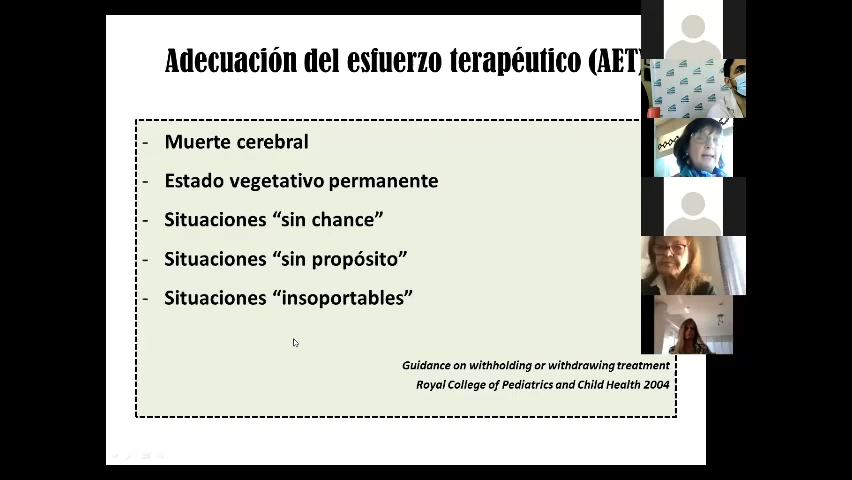 Adecuación del esfuerzo terapéutico (AET)
- Muerte cerebral
- Estado vegetativo permanente
- Situaciones “sin chance”
- Situaciones “sin propósito”
- Situaciones “insoportables”
Guidance on withholding or withdrawing treatment
Royal College of Pediatrics and Child Health 2004